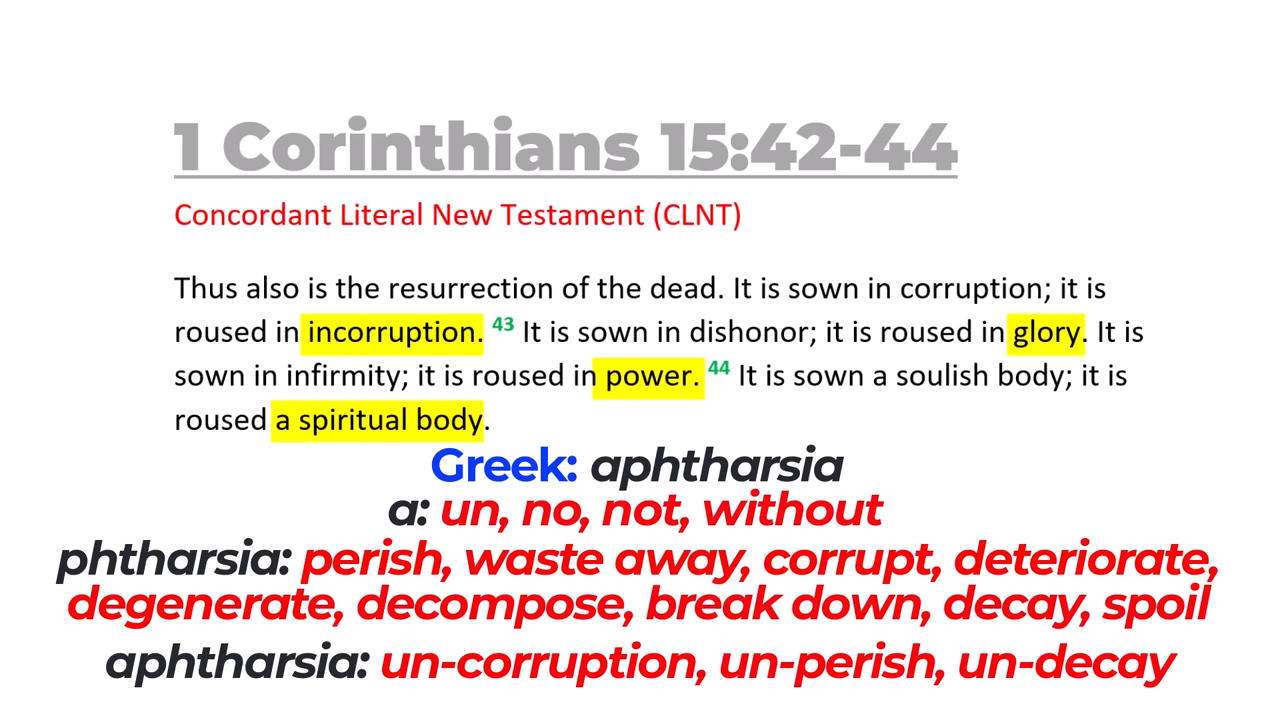 1 Corinthians 15:42-44
Concordant Literal New Testament (CLNT)
Thus also is the resurrection of the dead. It is sown in corruption; it is
roused in incorruption. 43 It is sown in dishonor; it is roused in glory. It is
sown in infirmity; it is roused in power. 44 It is sown a soulish body; it is
roused a spiritual body.
Greek: aphtharsia
a: un, no, not, without
phtharsia: perish, waste away, corrupt, deteriorate,
degenerate, decompose, break down, decay, spoil
aphtharsia: un-corruption, un-perish, un-decay